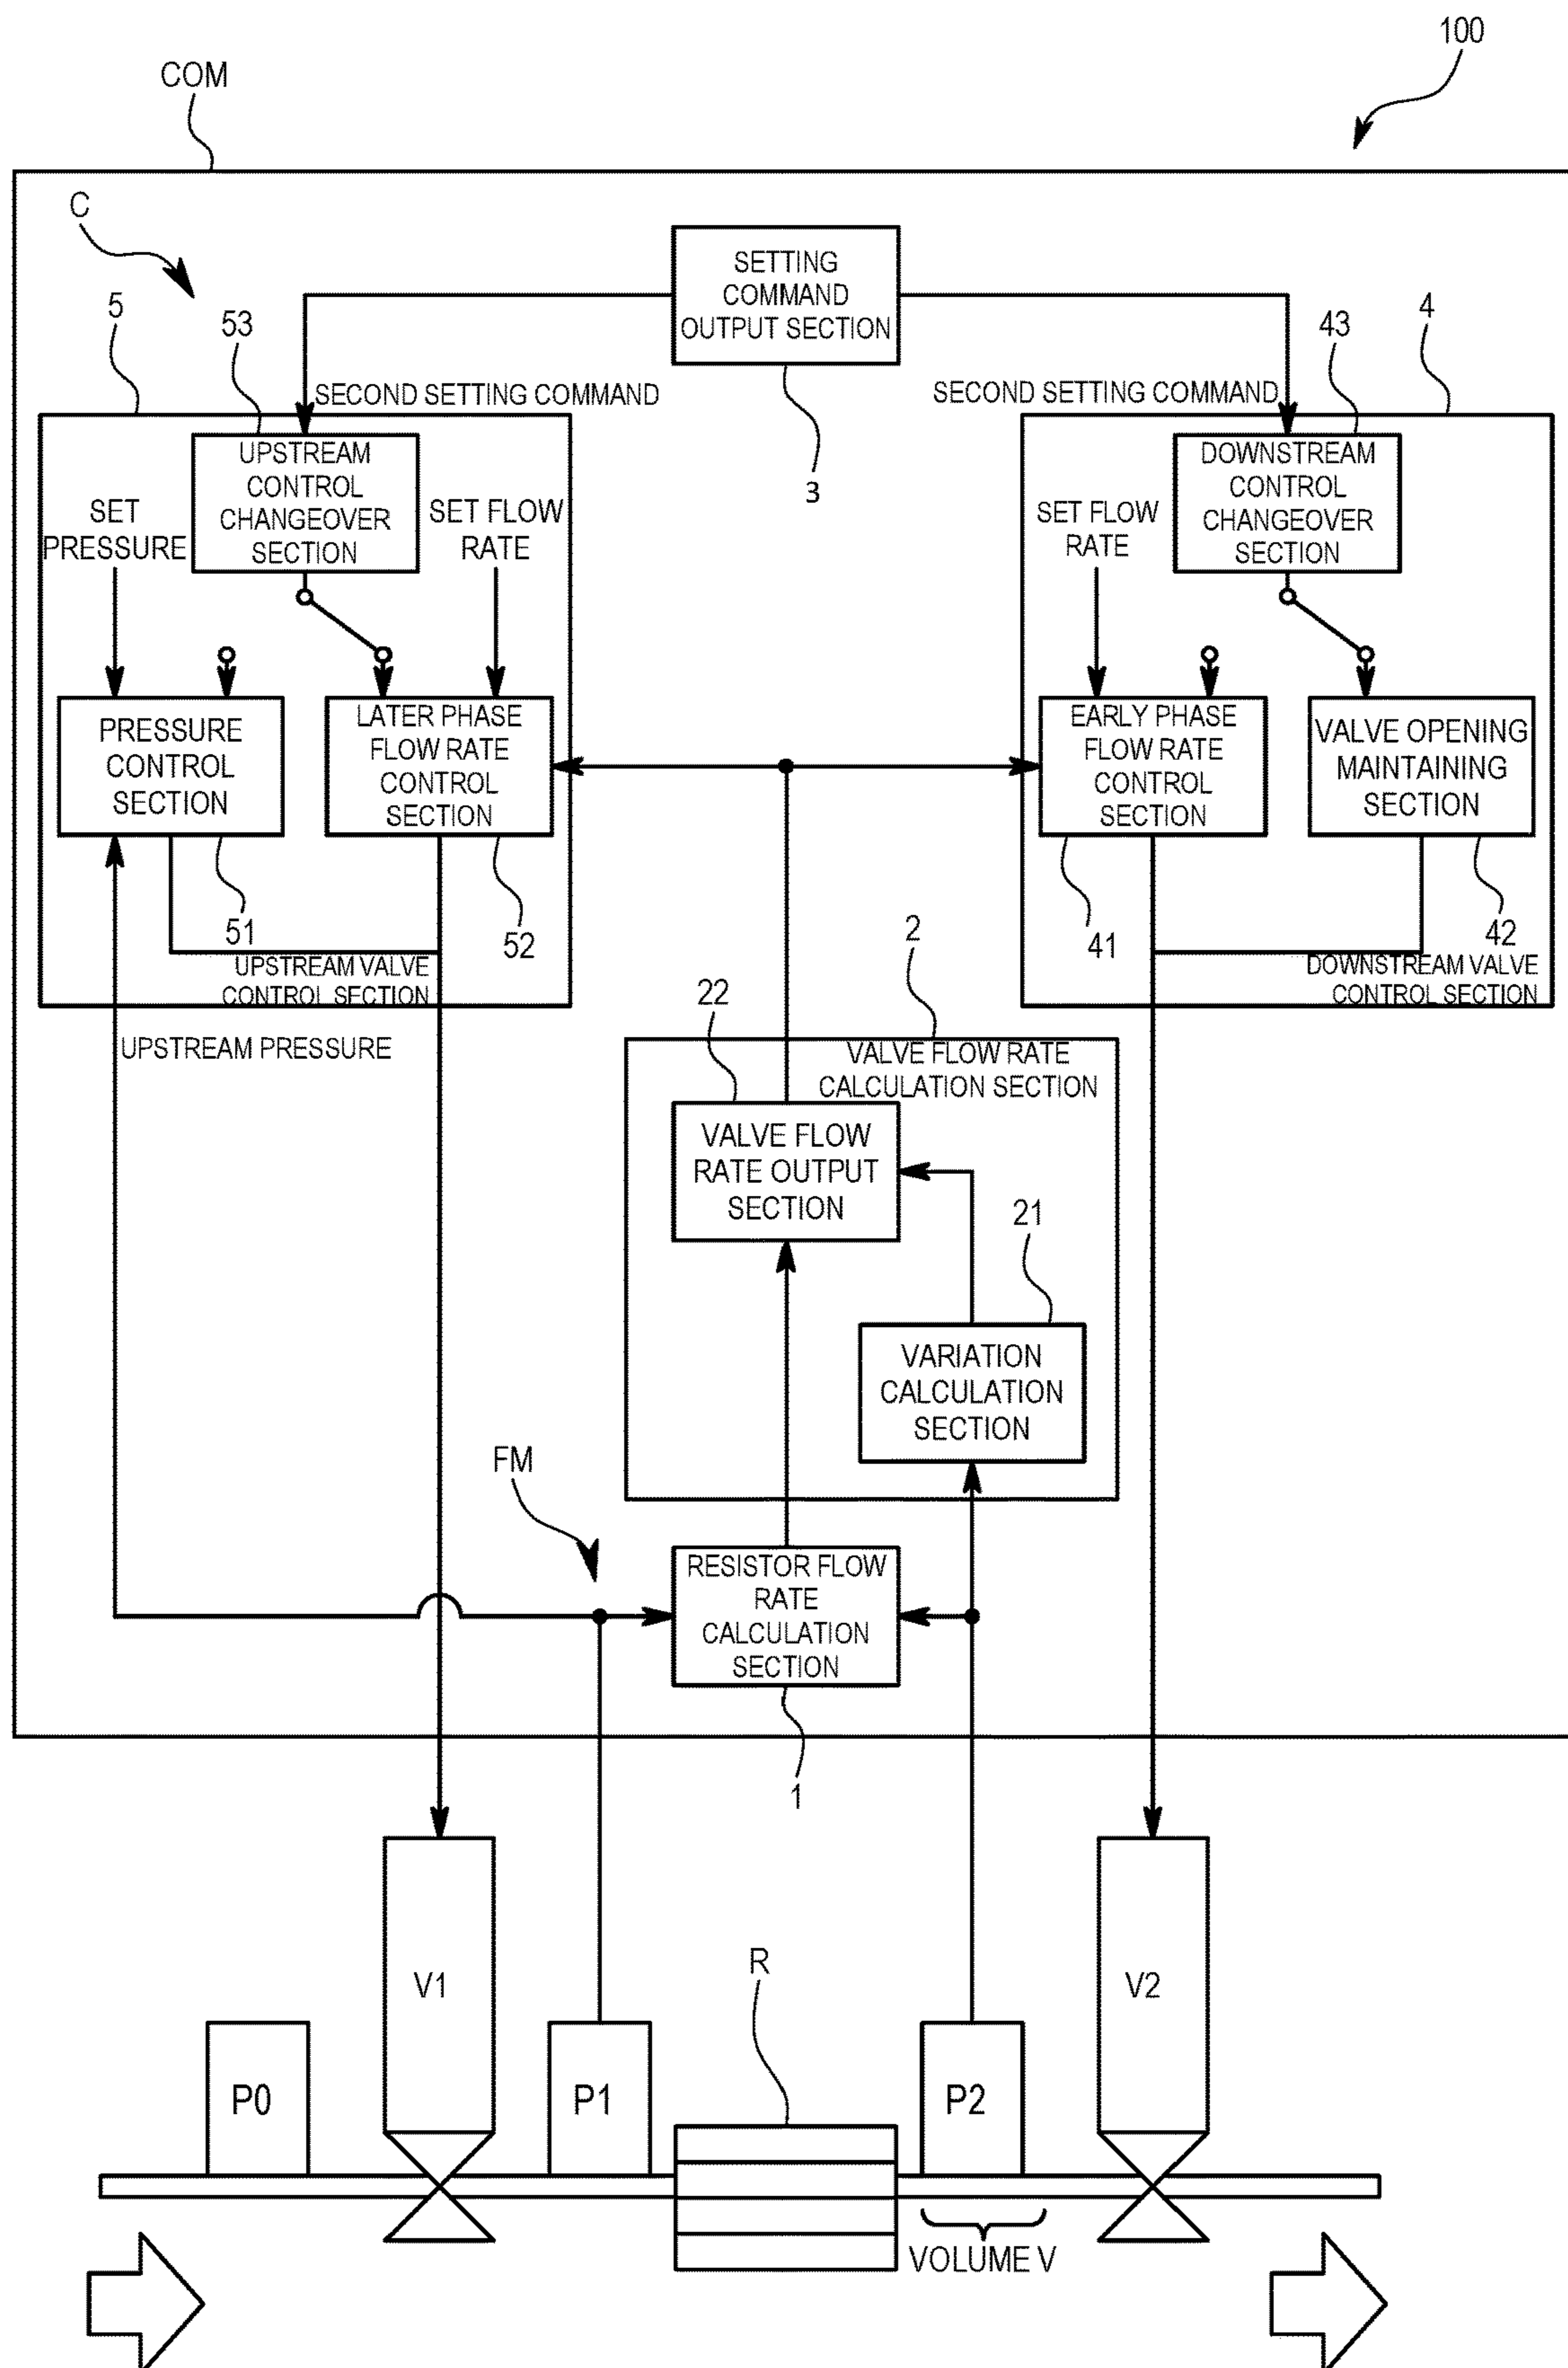 100
COM
C
SETTING
COMMAND
OUTPUT SECTION
3
5
53
43
4
SECOND SETTING COMMAND
SECOND SETTING COMMAND
UPSTREAM
CONTROL
CHANGEOVER
SECTION
SET
PRESSURE
SET FLOW
RATE
DOWNSTREAM
CONTROL
CHANGEOVER
SECTION
SET FLOW
RATE
PRESSURE
CONTROL
SECTION
LATER PHASE
FLOW RATE
CONTROL
SECTION
EARLY PHASE
FLOW RATE
CONTROL
SECTION
VALVE OPENING
MAINTAINING
SECTION
51
52
41
42
UPSTREAM VALVE
CONTROL SECTION
DOWNSTREAM VALVE
CONTROL SECTION
UPSTREAM PRESSURE
2
22
VALVE FLOW RATE
CALCULATION SECTION
VALVE FLOW
RATE OUTPUT
SECTION
21
VARIATION
CALCULATION
SECTION
FM
RESISTOR FLOW
RATE
CALCULATION
SECTION
1
V1
R
V2
P0
P1
P2
VOLUME V